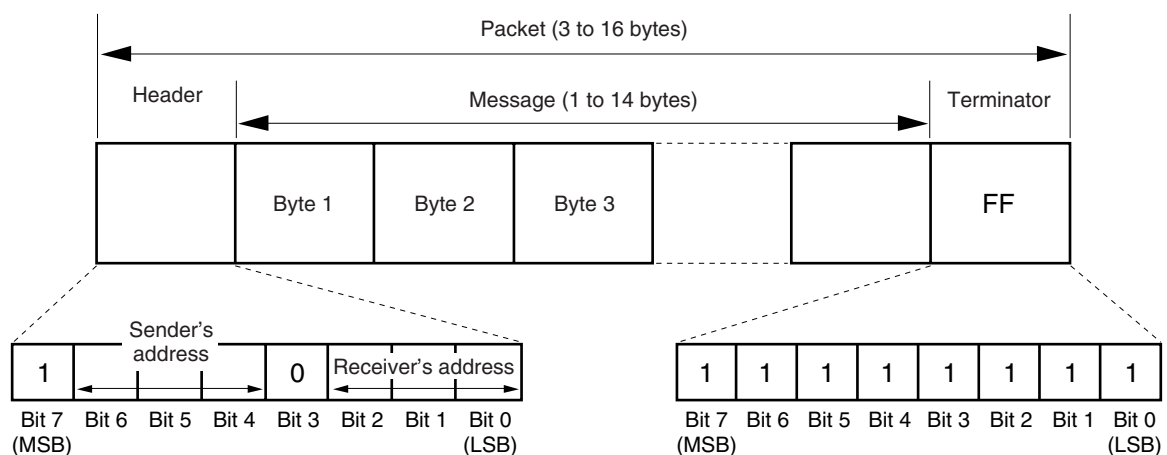 Packet (3 to 16 bytes)
Header
Message (1 to 14 bytes)
Terminator
Byte 1
Byte 2
Byte 3
FF
Sender's
address
1
0
Receiver's address
Bit 7 Bit 6 Bit 5 Bit 4 Bit 3 Bit 2 Bit 1 Bit 0
(MSB) (LSB)
1 1 1 1 1 1 1 1
Bit 7 Bit 6 Bit 5 Bit 4 Bit 3 Bit 2 Bit 1 Bit 0
(MSB) (LSB)